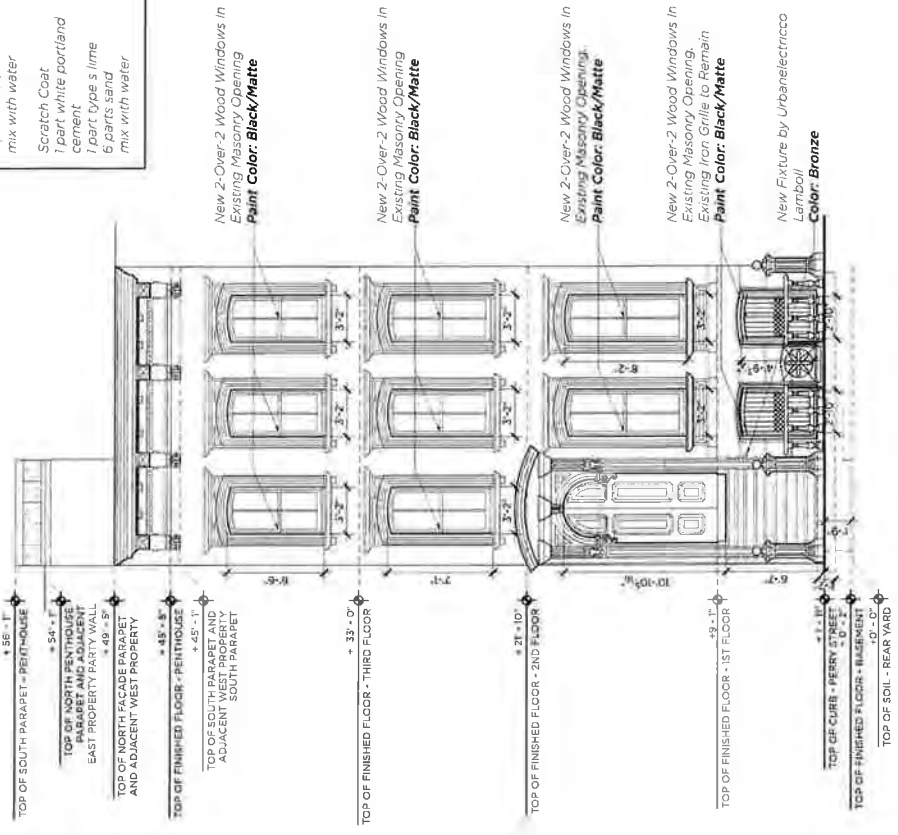 mix with water
Scratch Coat
1 part white portland
cement
1 part type s lime
6 parts sand
mix with water
New 2-Over-2 Wood Windows In
Existing Masonry Opening
Paint Color: Black/Matte
New 2-Over-2 Wood Windows In
Existing Masonry Opening
Paint Color: Black/Matte
New 2-Over-2 Wood Windows In
Existing Masonry Opening.
Paint Color: Black/Matte
New 2-Over-2 Wood Windows In
Existing Masonry Opening.
Existing Iron Grille to Remain
Paint Color: Black/Matte
New Fixture by Urbanelectricco
Lamboll
Color: Bronze
3'-2"
3'-2"
3'-2"
6'-6"
3'-2"
3'-2"
3'-2"
7'-1"
3'-2"
3'-2"
8'-2"
2'-10"
2'-10"
6'-7"
+ 56' - 1"
TOP OF SOUTH PARAPET - PENTHOUSE
+ 54' - 1"
TOP OF NORTH PENTHOUSE
PARAPET AND ADJACENT
EAST PROPERTY PARTY WALL
+ 49' - 5"
TOP OF NORTH FACADE PARAPET
AND ADJACENT WEST PROPERTY
+ 45' - 8"
TOP OF FINISHED FLOOR - PENTHOUSE
+ 45' - 1"
TOP OF SOUTH PARAPET AND
ADJACENT WEST PROPERTY
SOUTH PARAPET
+ 33' - 0"
TOP OF FINISHED FLOOR - THIRD FLOOR
+ 21' - 10"
TOP OF FINISHED FLOOR - 2ND FLOOR
+9' - 1"
TOP OF FINISHED FLOOR - 1ST FLOOR
+ 1' - 11"
TOP OF CURB - PERRY STREET
TOP OF FINISHED FLOOR - BASEMENT
+0' - 0"
TOP OF SOIL - REAR YARD